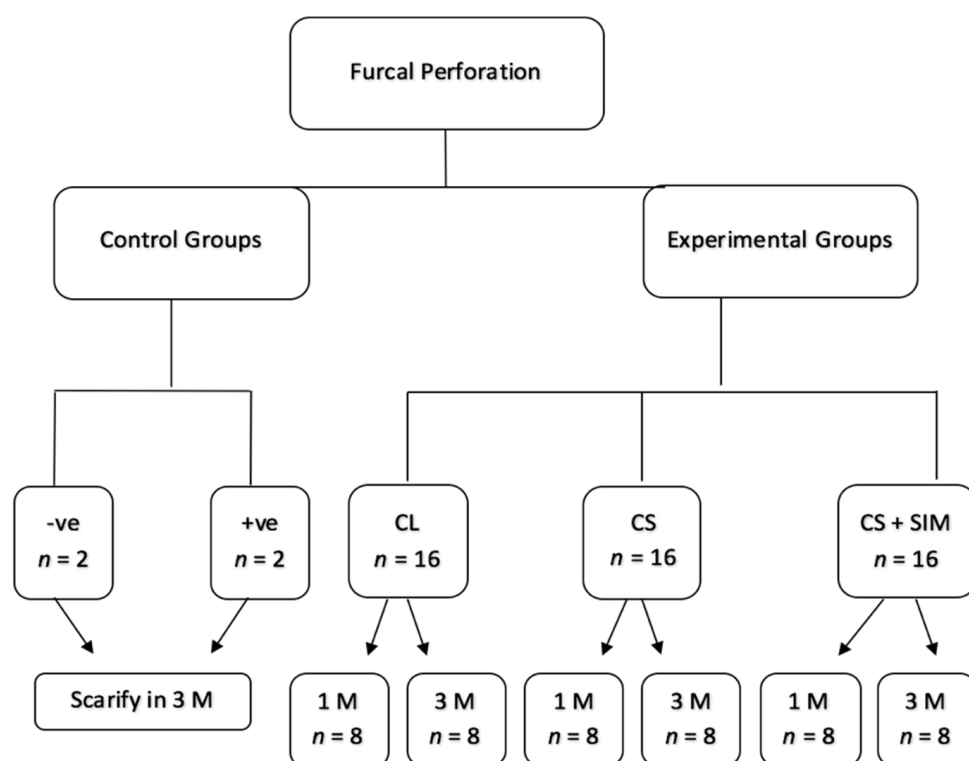 Furcal Perforation
Control Groups
Experimental Groups
-ve
n = 2
+ve
n = 2
CL
n = 16
CS
n = 16
CS + SIM
n = 16
Scarify in 3 M
1 M
n = 8
3 M
n = 8
1 M
n = 8
3 M
n = 8
1 M
n = 8
3 M
n = 8